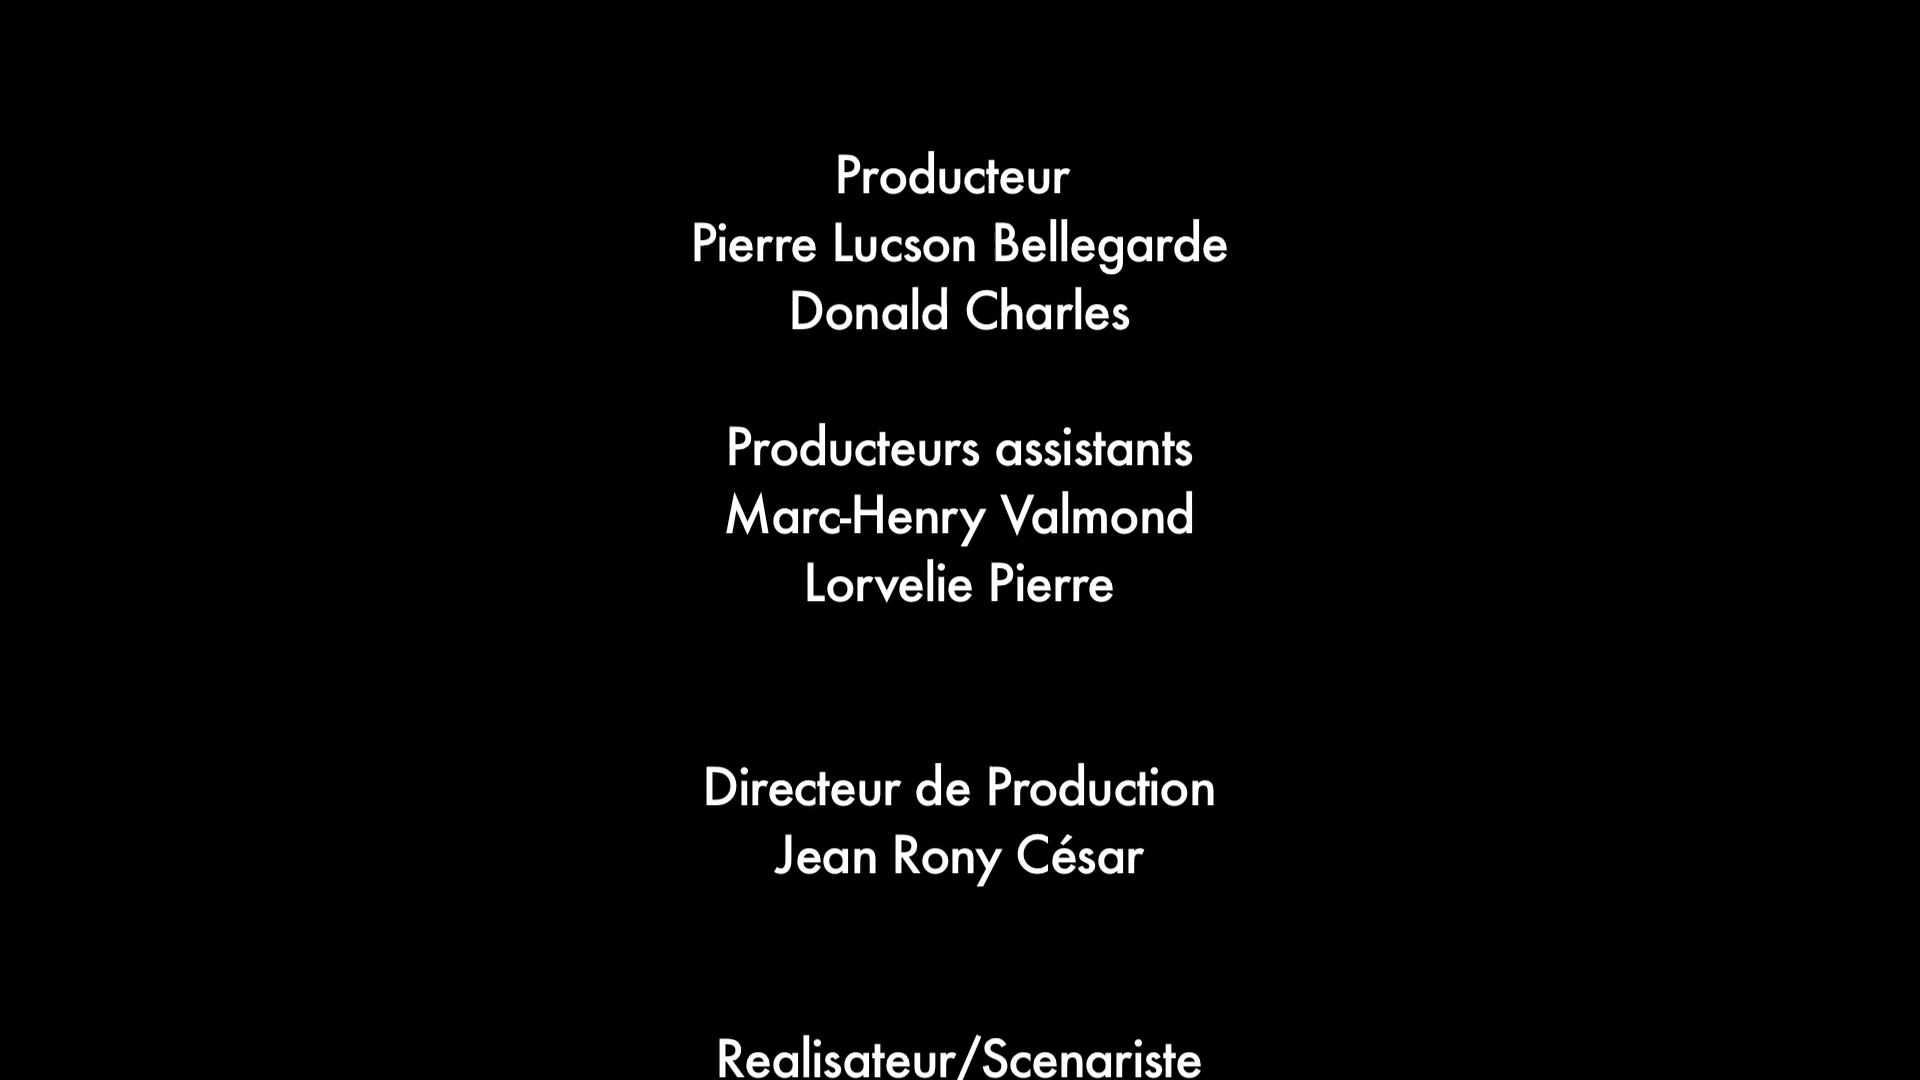 Producteur
Pierre Lucson Bellegarde
Donald Charles
Producteurs assistants
Marc-Henry Valmond
Lorvelie Pierre
Directeur de Production
Jean Rony César
Realisateur/Scenariste